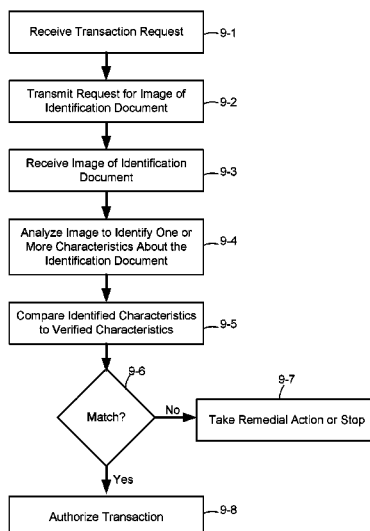 Receive Transaction Request
9-1
Transmit Request for Image of
Identification Document
9-2
Receive Image of Identification
Document
9-3
Analyze Image to Identify One or
More Characteristics About the
Identification Document
9-4
Compare Identified Characteristics
to Verified Characteristics
9-5
9-6
Match?
No
9-7
Take Remedial Action or Stop
Yes
Authorize Transaction
9-8